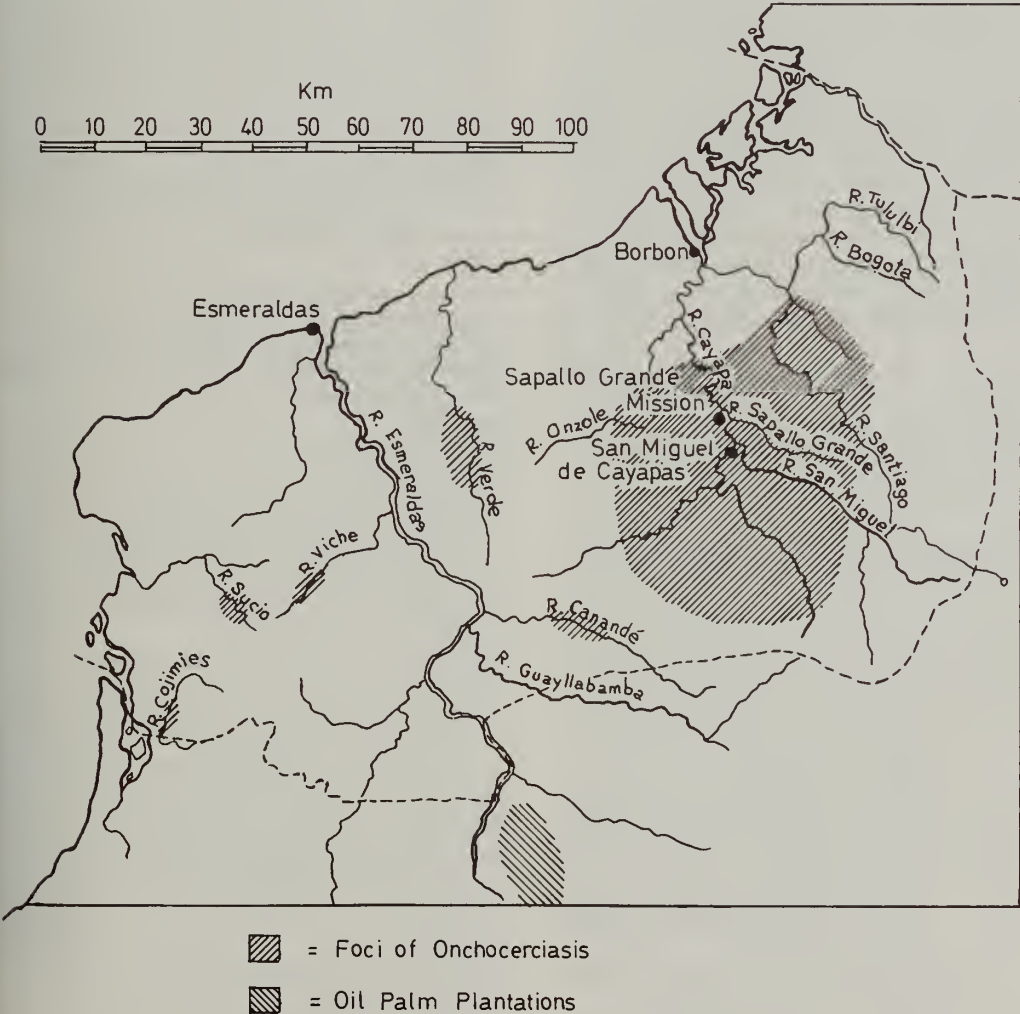 Km
0 10 20 30 40 50 60 70 80 90 100
R. Tululbi
R. Bogota
Borbon
Esmeraldas
R. Cayapa
Sapallo Grande
Mission
R. Sapallo Grande
R. Onzole
San Miguel
de Cayapas
R. Santiago
R. San Miguel
R. Esmeraldas
R. Verde
R. Viche
R. Sucio
R. Canandé
R. Guayllabamba
R. Cojimies
= Foci of Onchocerciasis
= Oil Palm Plantations